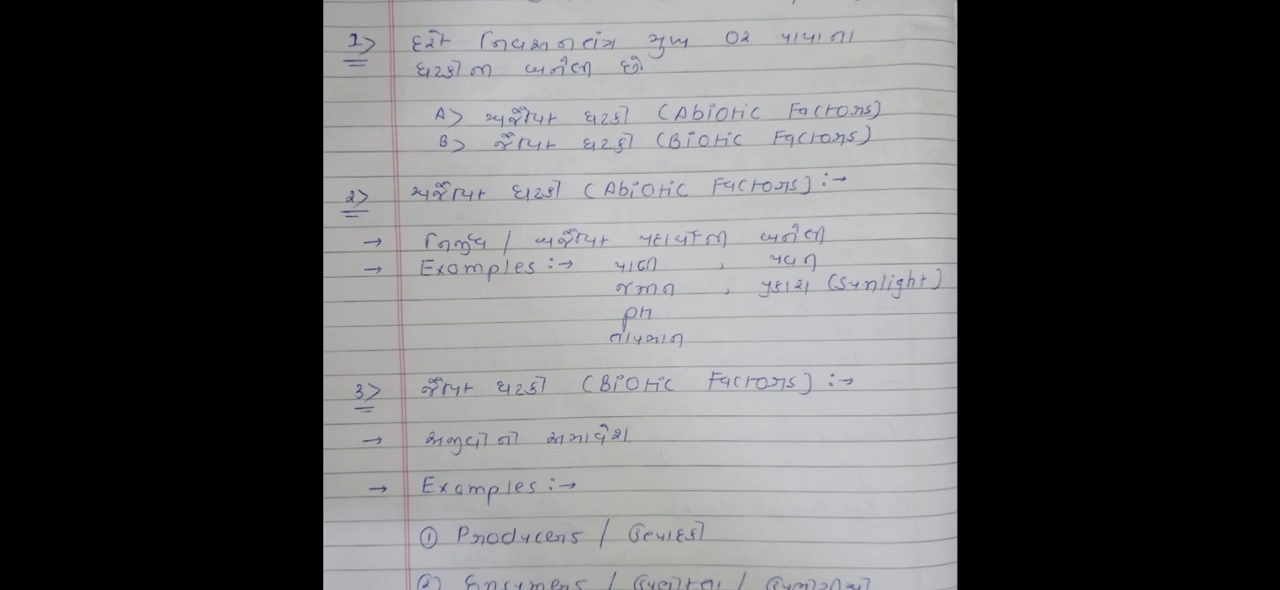 1> દરેક નિવસનતંત્ર મુખ્ય 02 પાયાના
ઘટકોના બનેલા છે.
A> અજૈવિક ઘટકો (Abiotic Factors)
B> જૈવિક ઘટકો (Biotic Factors)
2> અજૈવિક ઘટકો (Abiotic Factors) :→
→ નિર્જીવ / અજૈવિક પદાર્થોના બનેલા
→ Examples :→ પાણી , પવન
જમીન , પ્રકાશ (Sunlight)
pH
તાપમાન
3> જૈવિક ઘટકો (Biotic Factors) :→
→ સજીવોનો સમાવેશ.
→ Examples :→
① Producers / ઉત્પાદકો